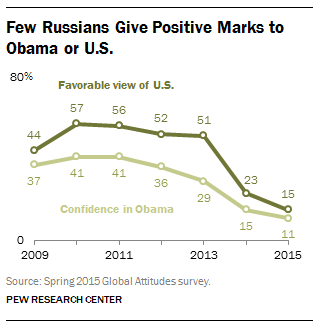 Few Russians Give Positive Marks to
Obama or U.S.
80%
Favorable view of U.S.
44 57 56 52 51 23 15
37 41 41 36 29 15 11
Confidence in Obama
0
2009 2011 2013 2015
Source: Spring 2015 Global Attitudes survey.
PEW RESEARCH CENTER